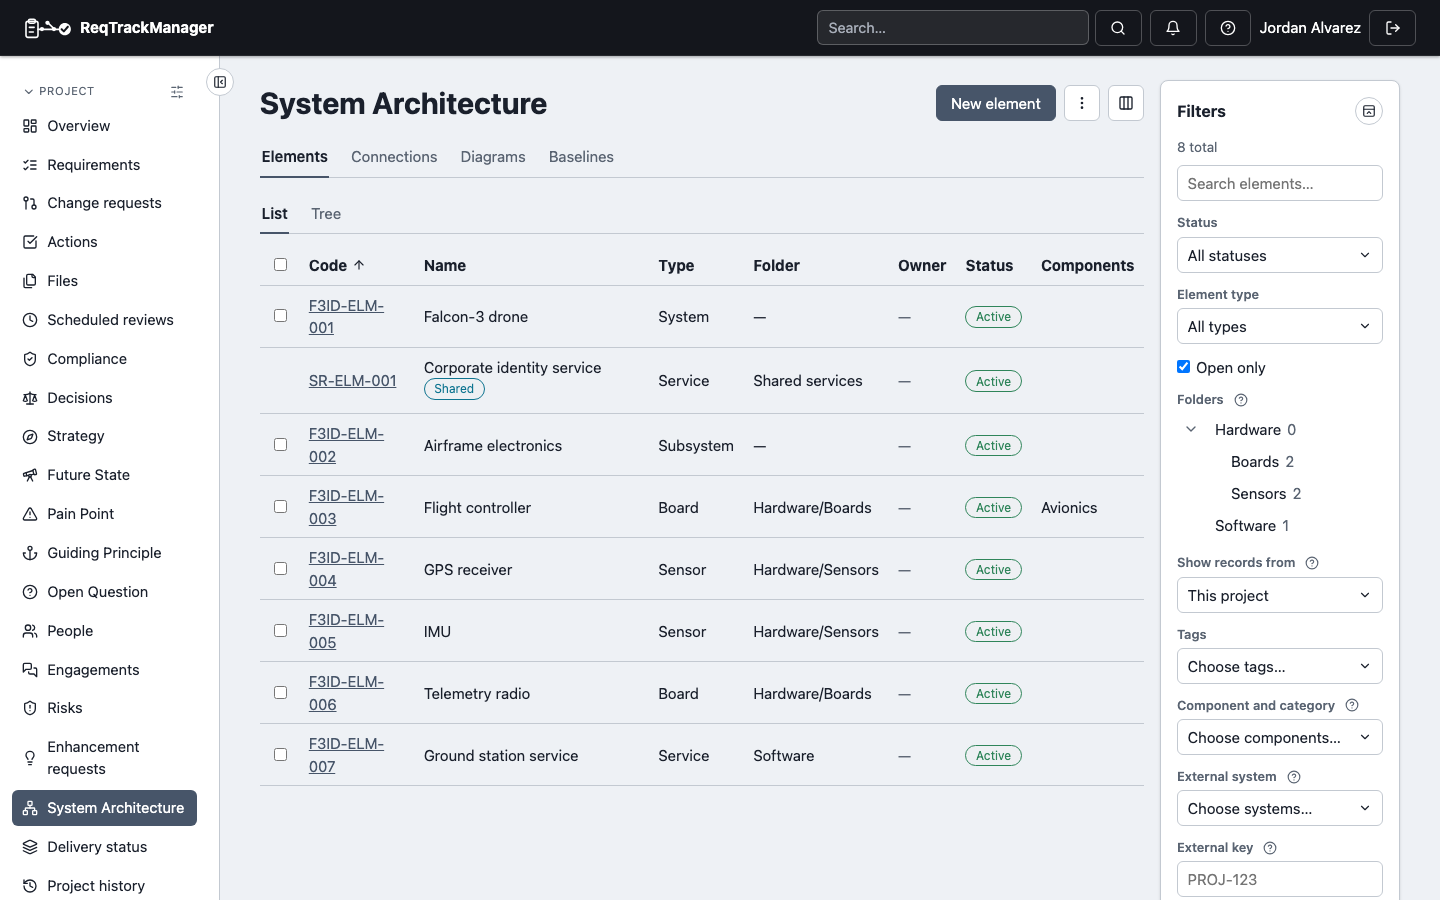 ReqTrackManager
Search...
Jordan Alvarez
PROJECT
Overview
Requirements
Change requests
Actions
Files
Scheduled reviews
Compliance
Decisions
Strategy
Future State
Pain Point
Guiding Principle
Open Question
People
Engagements
Risks
Enhancement
requests
System Architecture
Delivery status
Project history
System Architecture
New element
Elements Connections Diagrams Baselines
List Tree
Code Name Type Folder Owner Status Components
F3ID-ELM-
001 Falcon-3 drone System — — Active
SR-ELM-001 Corporate identity service
Shared Service Shared services — Active
F3ID-ELM-
002 Airframe electronics Subsystem — — Active
F3ID-ELM-
003 Flight controller Board Hardware/Boards — Active Avionics
F3ID-ELM-
004 GPS receiver Sensor Hardware/Sensors — Active
F3ID-ELM-
005 IMU Sensor Hardware/Sensors — Active
F3ID-ELM-
006 Telemetry radio Board Hardware/Boards — Active
F3ID-ELM-
007 Ground station service Service Software — Active
Filters
8 total
Search elements...
Status
All statuses
Element type
All types
Open only
Folders
Hardware 0
Boards 2
Sensors 2
Software 1
Show records from
This project
Tags
Choose tags...
Component and category
Choose components...
External system
Choose systems...
External key
PROJ-123